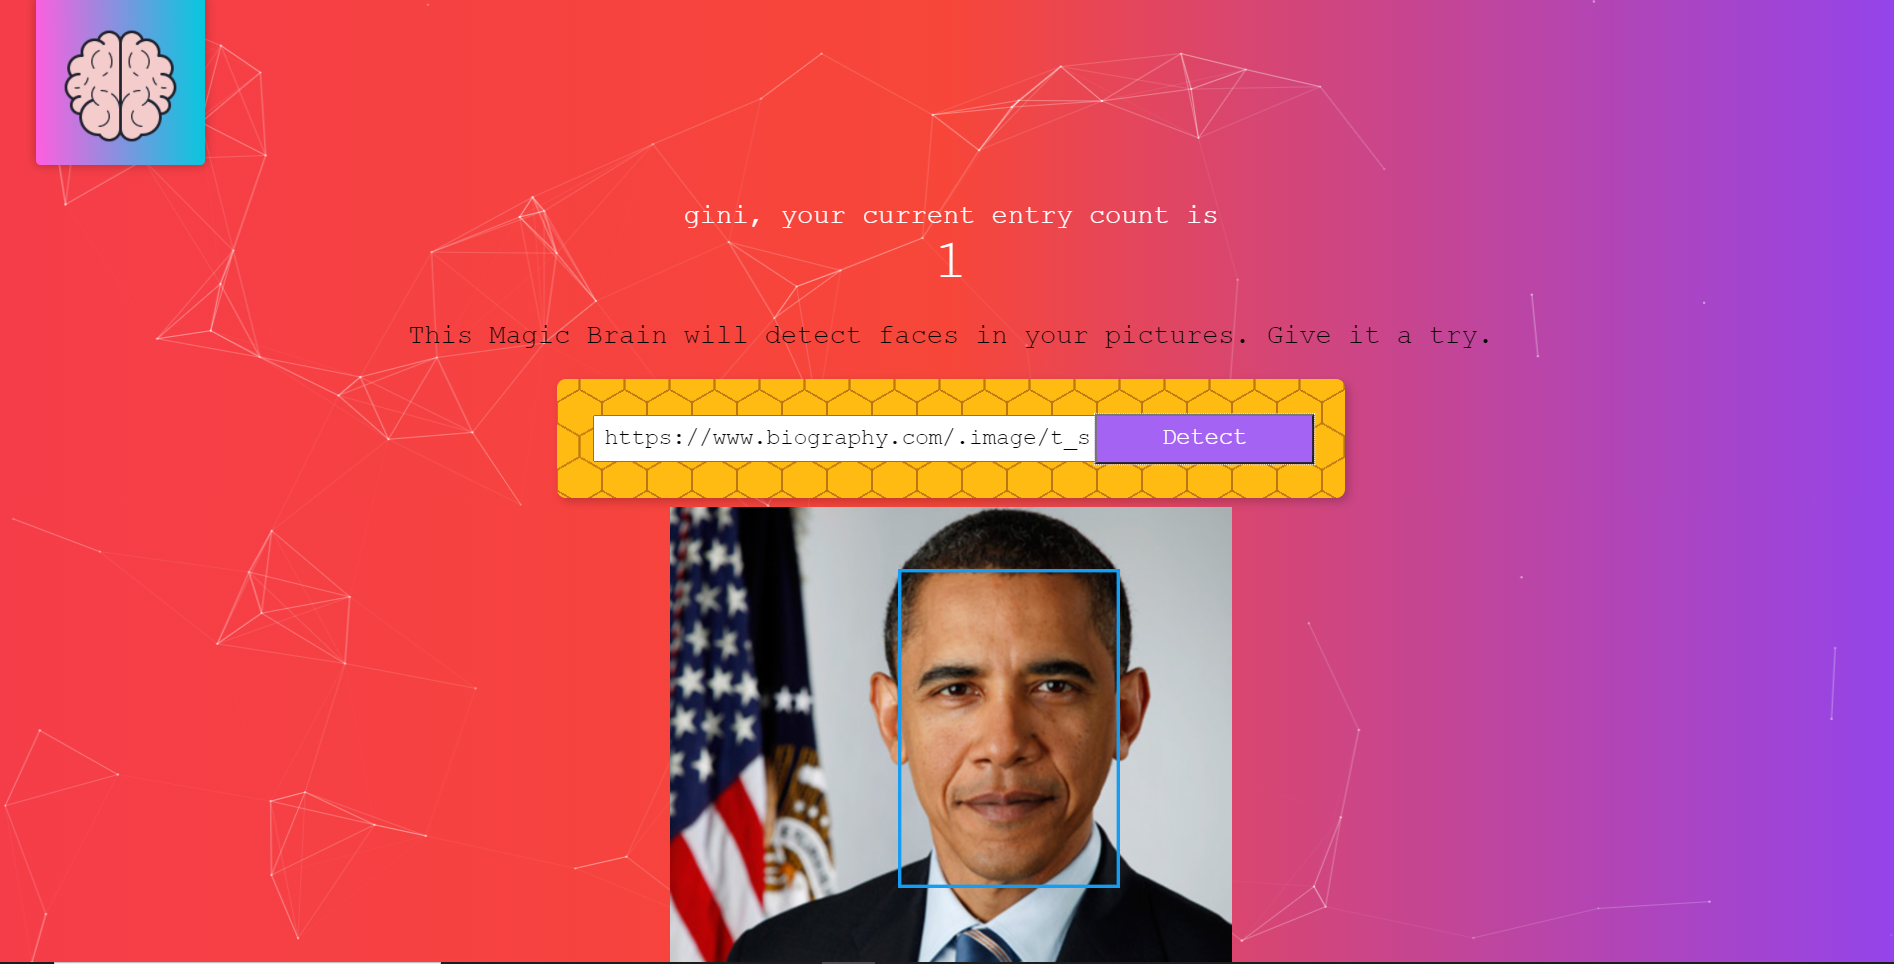 gini, your current entry count is
1
This Magic Brain will detect faces in your pictures. Give it a try.
https://www.biography.com/.image/t_s
Detect